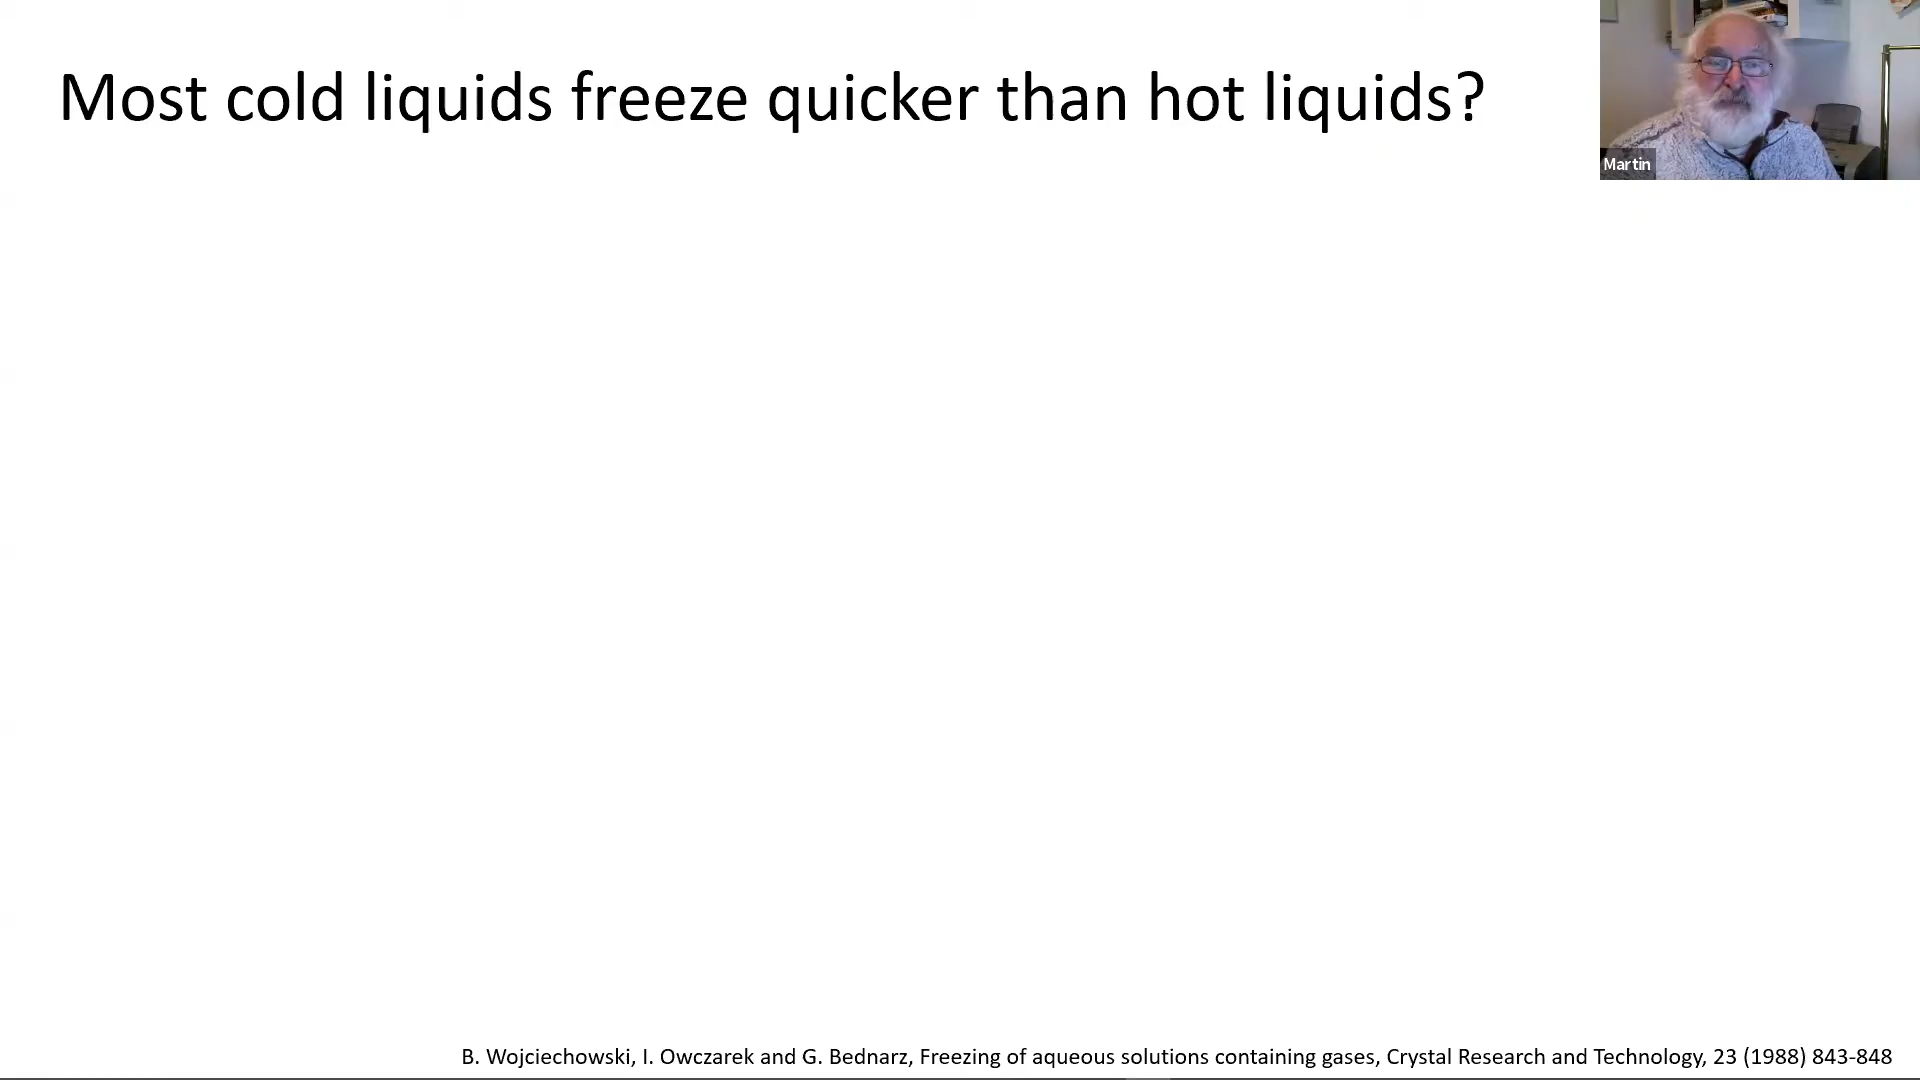 Most cold liquids freeze quicker than hot liquids?
Martin
B. Wojciechowski, I. Owczarek and G. Bednarz, Freezing of aqueous solutions containing gases, Crystal Research and Technology, 23 (1988) 843-848